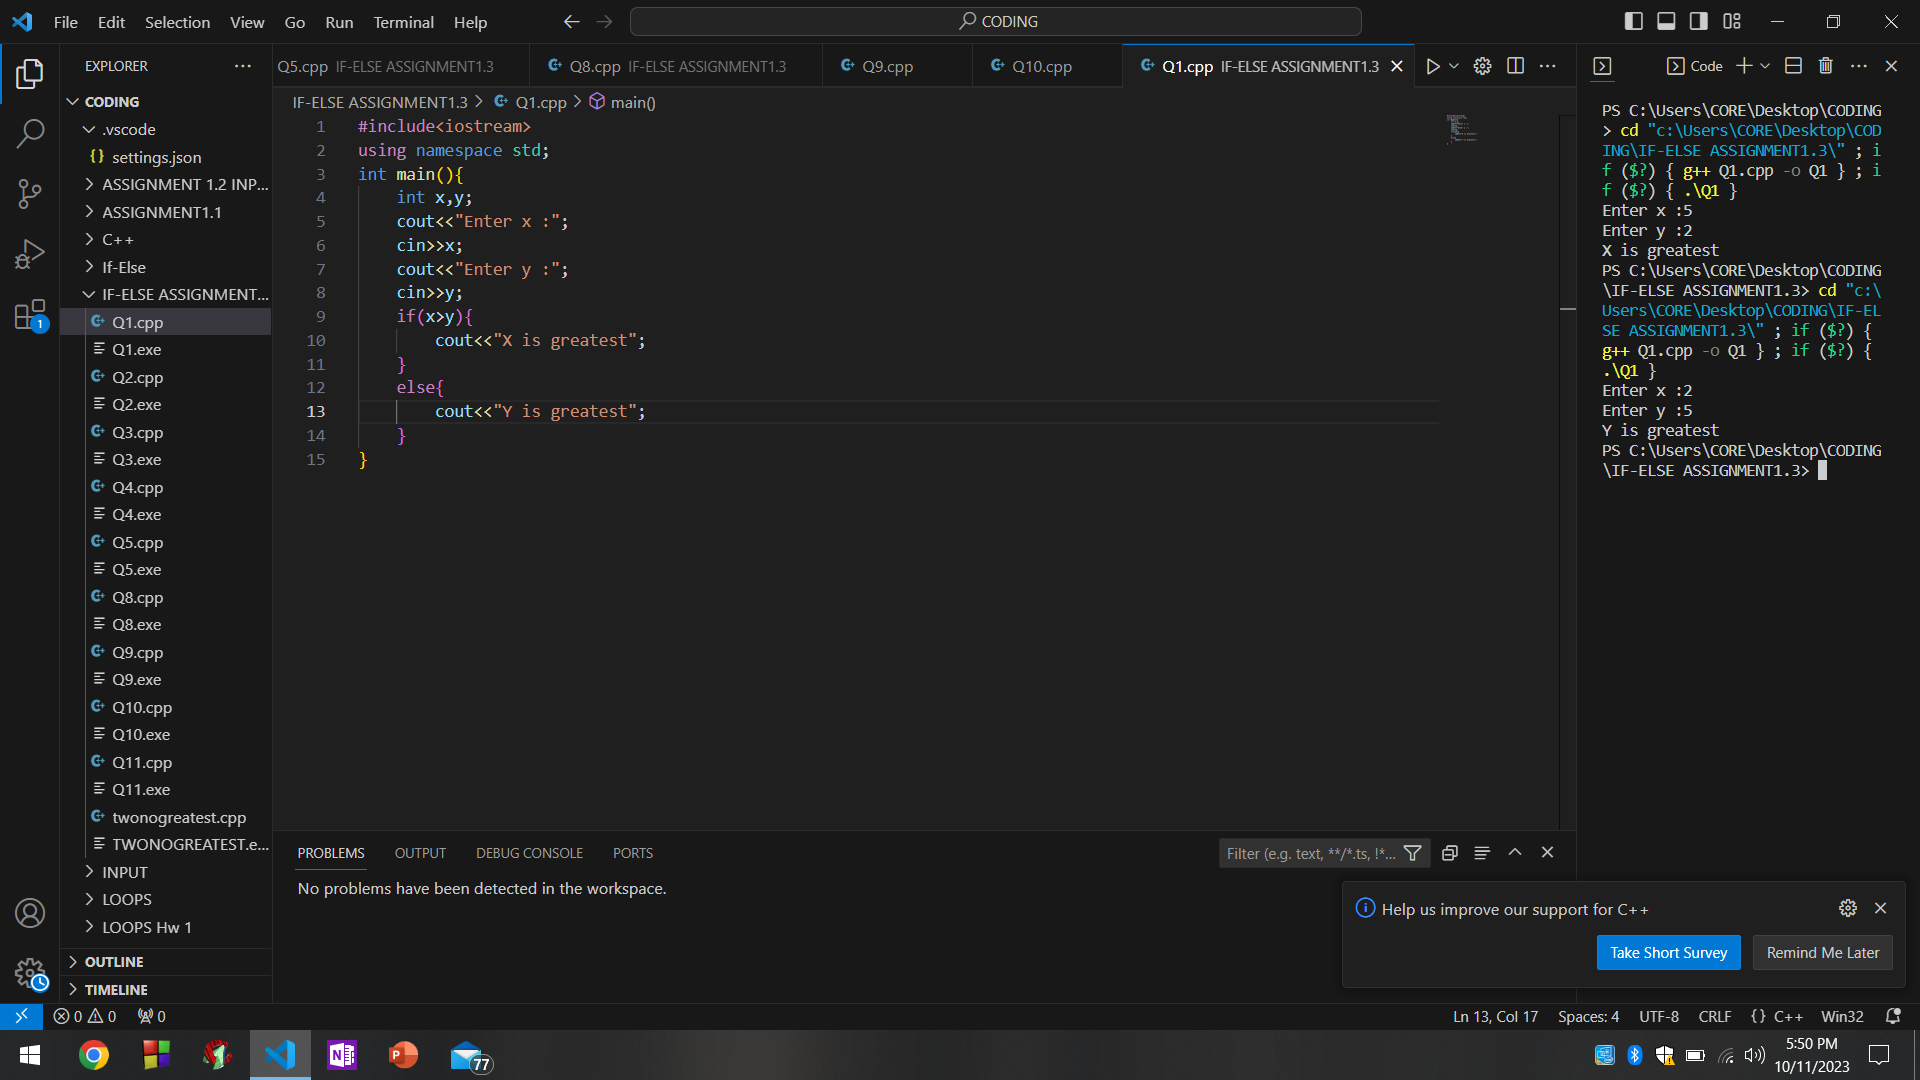 File Edit Selection View Go Run Terminal Help
CODING
EXPLORER
CODING
.vscode
{} settings.json
ASSIGNMENT 1.2 INP...
ASSIGNMENT1.1
C++
If-Else
IF-ELSE ASSIGNMENT...
Q1.cpp
Q1.exe
Q2.cpp
Q2.exe
Q3.cpp
Q3.exe
Q4.cpp
Q4.exe
Q5.cpp
Q5.exe
Q8.cpp
Q8.exe
Q9.cpp
Q9.exe
Q10.cpp
Q10.exe
Q11.cpp
Q11.exe
twonogreatest.cpp
TWONOGREATEST.e...
INPUT
LOOPS
LOOPS Hw 1
OUTLINE
TIMELINE
1
Q5.cpp IF-ELSE ASSIGNMENT1.3 Q8.cpp IF-ELSE ASSIGNMENT1.3 Q9.cpp Q10.cpp Q1.cpp IF-ELSE ASSIGNMENT1.3
IF-ELSE ASSIGNMENT1.3 > Q1.cpp > main()
1 #include<iostream>
2 using namespace std;
3 int main(){
4 int x,y;
5 cout<<"Enter x :";
6 cin>>x;
7 cout<<"Enter y :";
8 cin>>y;
9 if(x>y){
10 cout<<"X is greatest";
11 }
12 else{
13 cout<<"Y is greatest";
14 }
15 }
Code
PS C:\Users\CORE\Desktop\CODING
> cd "c:\Users\CORE\Desktop\COD
ING\IF-ELSE ASSIGNMENT1.3\" ; i
f ($?) { g++ Q1.cpp -o Q1 } ; i
f ($?) { .\Q1 }
Enter x :5
Enter y :2
X is greatest
PS C:\Users\CORE\Desktop\CODING
\IF-ELSE ASSIGNMENT1.3> cd "c:\
Users\CORE\Desktop\CODING\IF-EL
SE ASSIGNMENT1.3\" ; if ($?) {
g++ Q1.cpp -o Q1 } ; if ($?) {
.\Q1 }
Enter x :2
Enter y :5
Y is greatest
PS C:\Users\CORE\Desktop\CODING
\IF-ELSE ASSIGNMENT1.3>
PROBLEMS OUTPUT DEBUG CONSOLE PORTS
Filter (e.g. text, **/*.ts, !*...
No problems have been detected in the workspace.
Help us improve our support for C++
Take Short Survey Remind Me Later
0 0 0
Ln 13, Col 17 Spaces: 4 UTF-8 CRLF {} C++ Win32
77
5:50 PM
10/11/2023